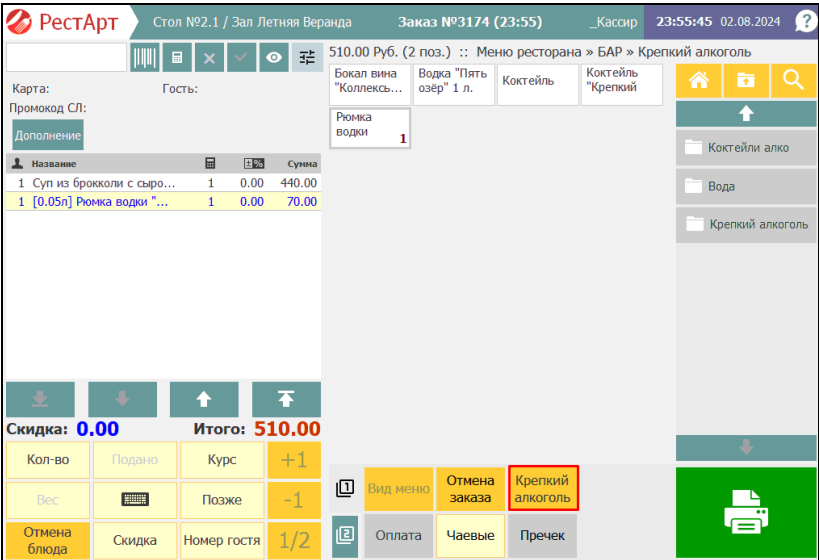 РестАрт
Стол №2.1 / Зал Летняя Веранда
Заказ №3174 (23:55)
_Кассир
23:55:45 02.08.2024
?
510.00 Руб. (2 поз.) :: Меню ресторана » БАР » Крепкий алкоголь
Карта:
Гость:
Промокод СЛ:
Дополнение
Название
±%
Сумма
1 Суп из брокколи с сыро... 1 0.00 440.00
1 [0.05л] Рюмка водки "... 1 0.00 70.00
Скидка: 0.00
Итого: 510.00
Кол-во
Подано
Курс
+1
Вес
Позже
-1
Отмена
блюда
Скидка
Номер гостя
1/2
Бокал вина
"Коллексь...
Водка "Пять
озёр" 1 л.
Коктейль
Коктейль
"Крепкий
Рюмка
водки
1
Коктейли алко
Вода
Крепкий алкоголь
1
Вид меню
Отмена
заказа
Крепкий
алкоголь
2
Оплата
Чаевые
Пречек